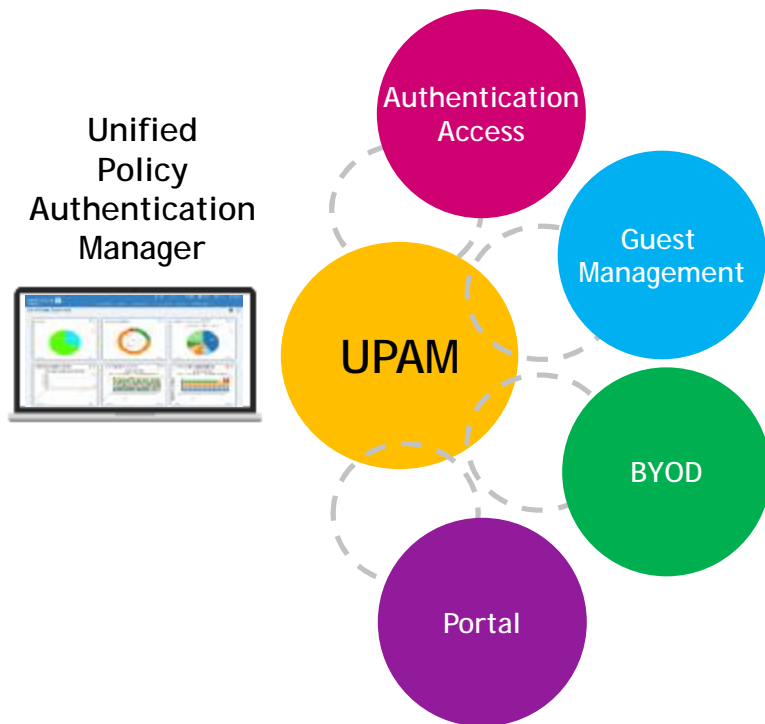 Unified
Policy
Authentication
Manager
Authentication
Access
Guest
Management
UPAM
BYOD
Portal